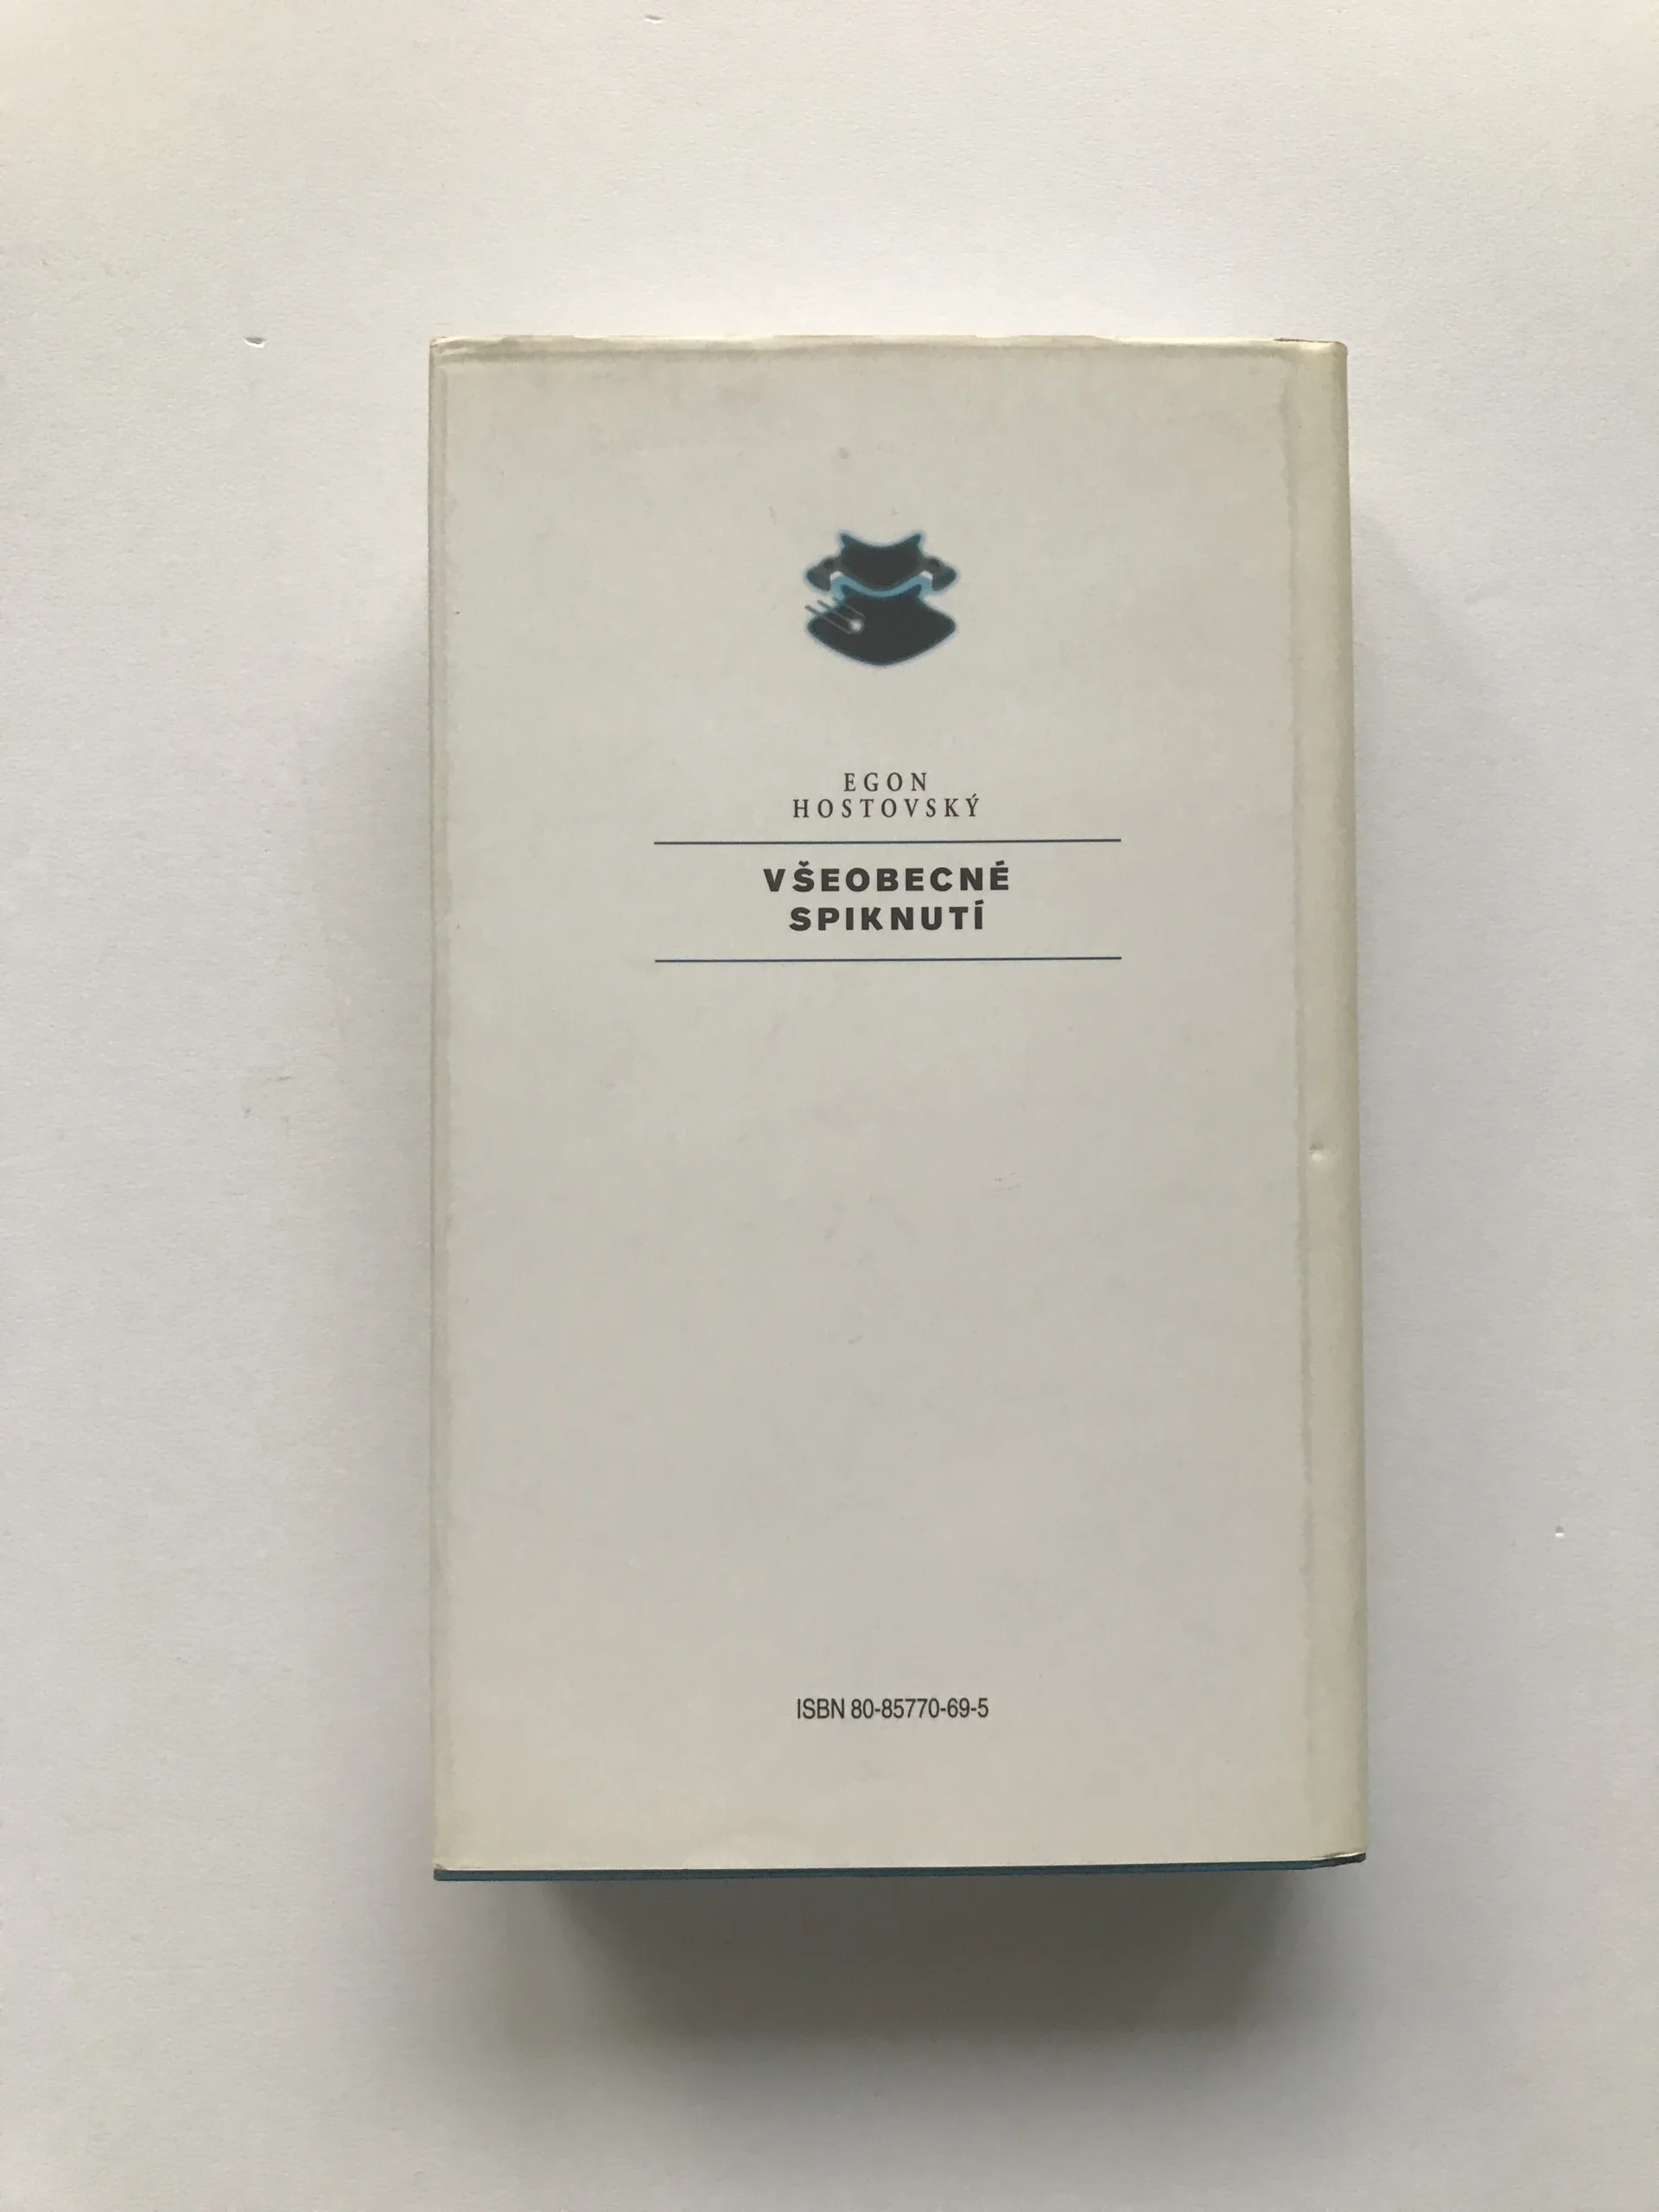 EGON
HOSTOVSKÝ
VŠEOBECNÉ
SPIKNUTÍ
ISBN 80-85770-69-5